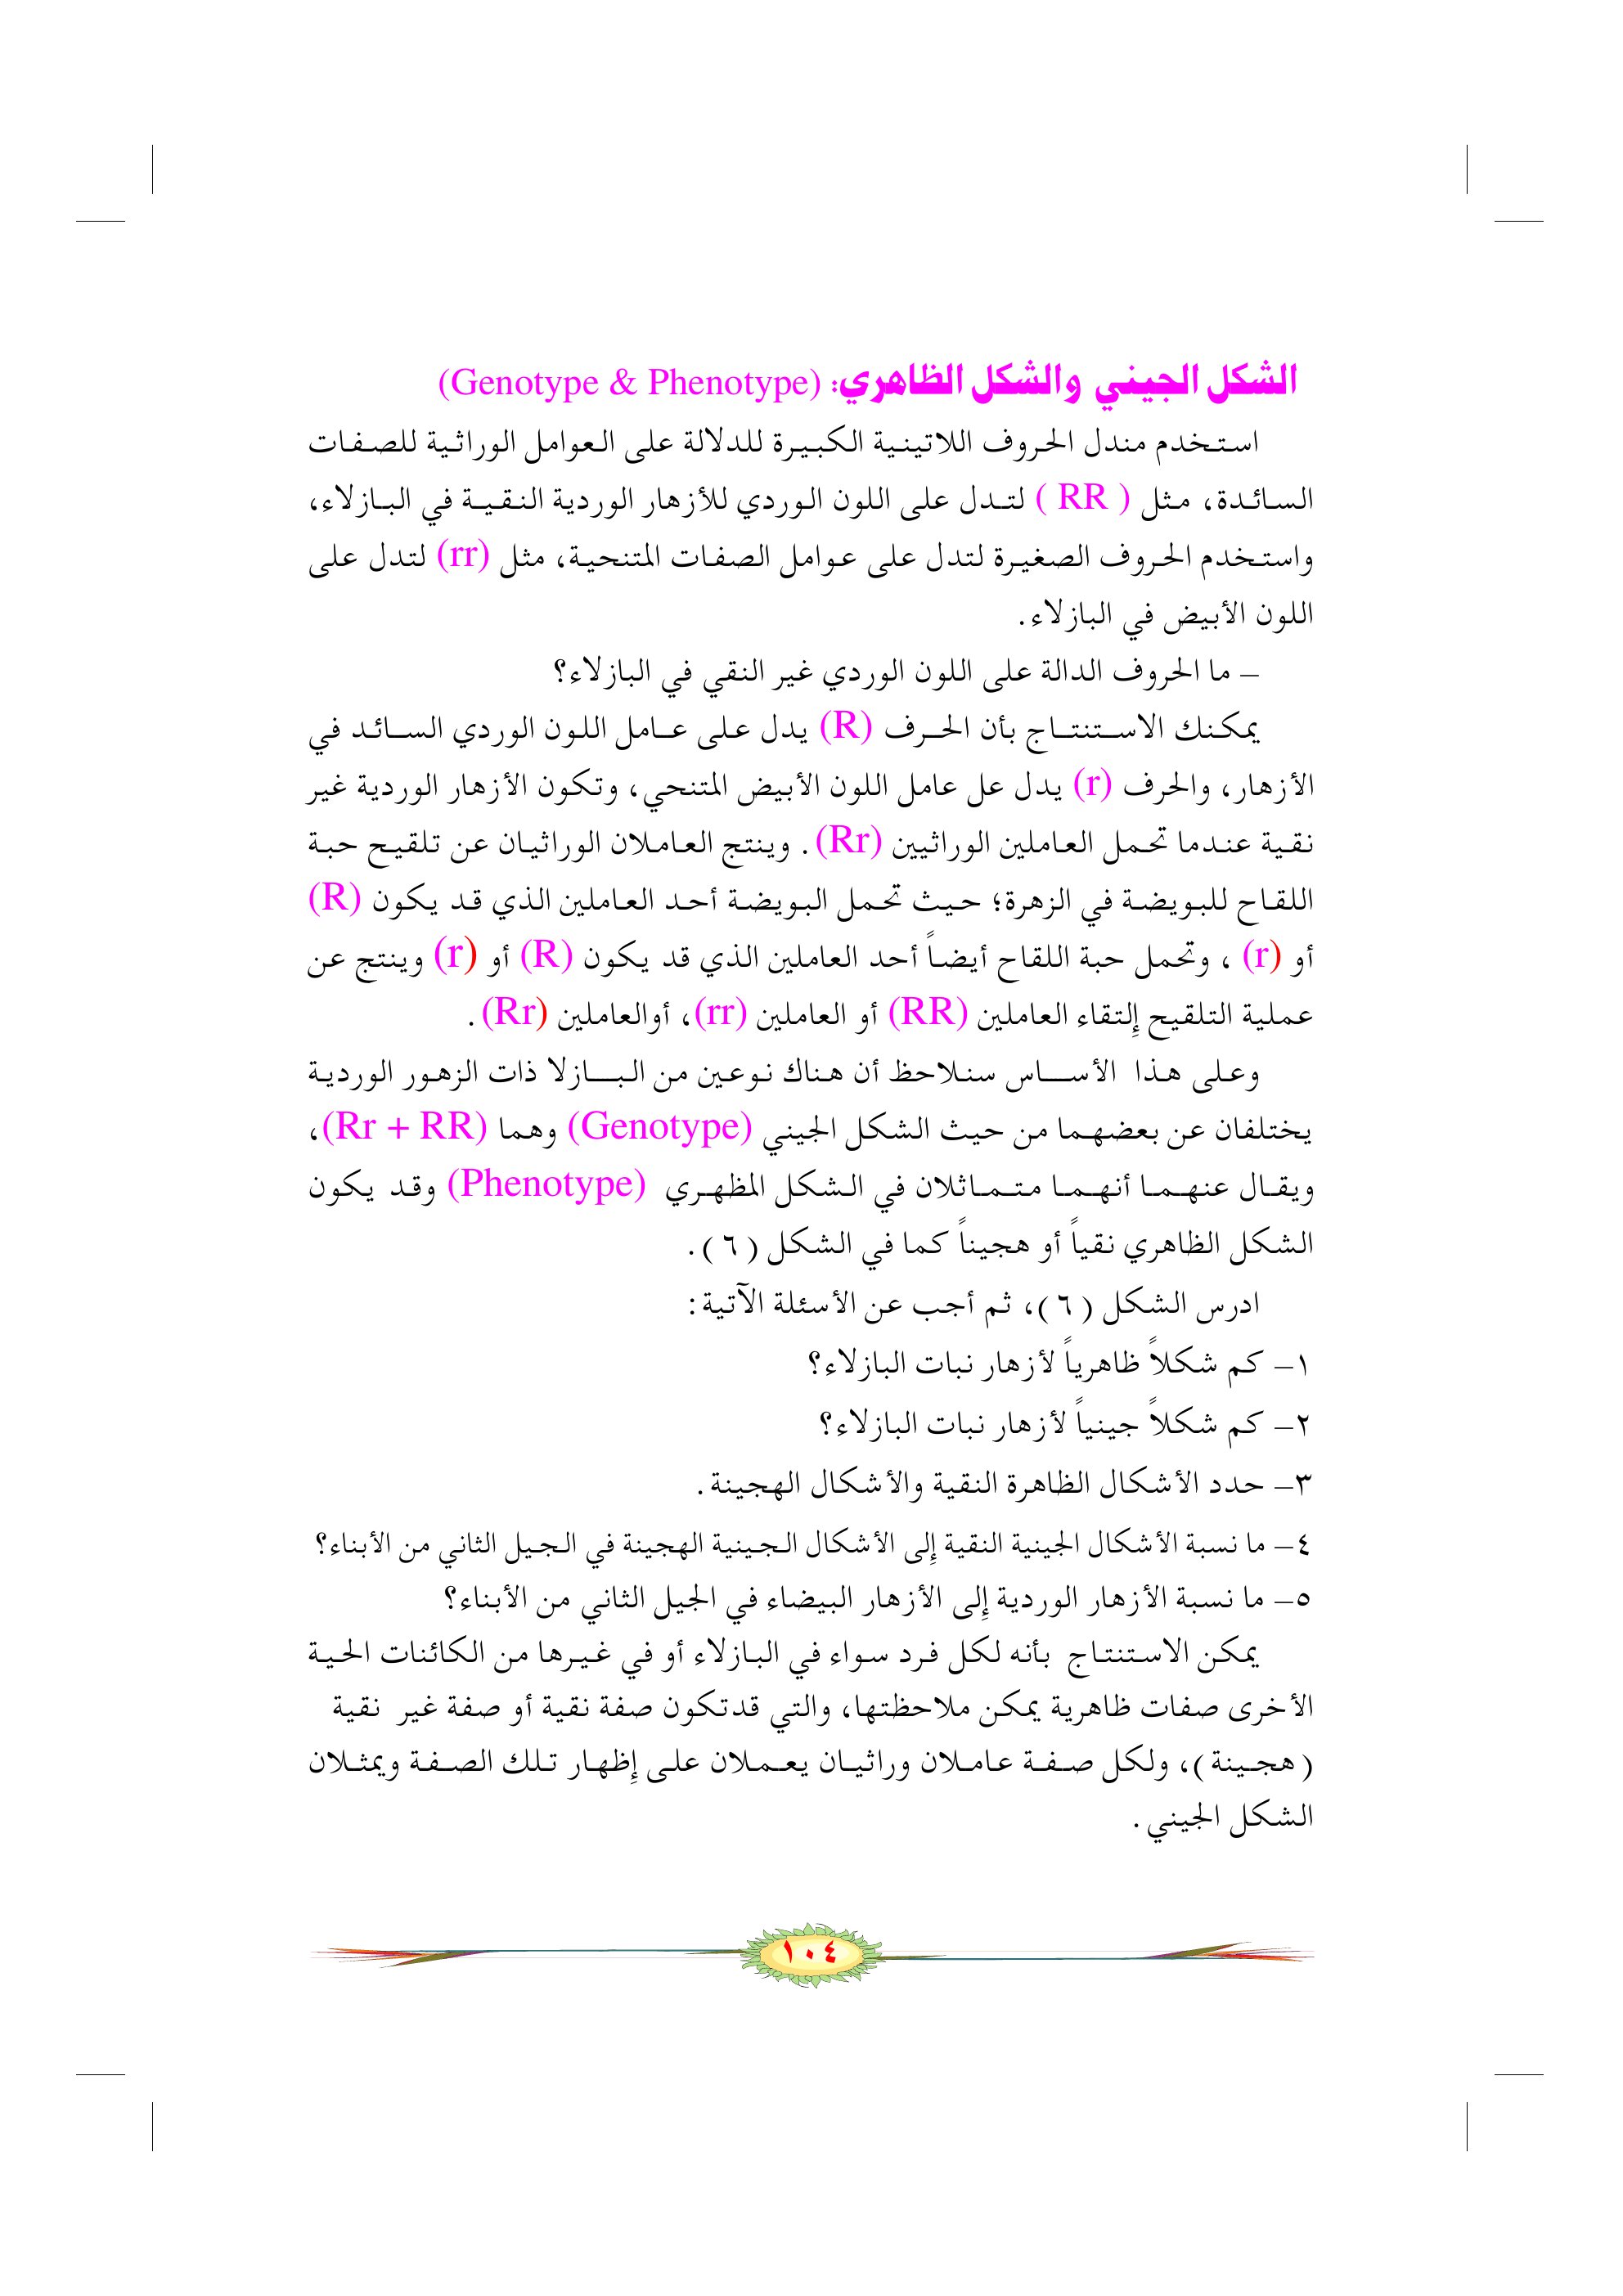 الشكل الجيني والشكل الظاهري: (Genotype & Phenotype)
استخدم مندل الحروف اللاتينية الكبيرة للدلالة على العوامل الوراثية للصفات
السائدة، مثل ( RR ) لتدل على اللون الوردي للأزهار الوردية النقية في البازلاء،
واستخدم الحروف الصغيرة لتدل على عوامل الصفات المتنحية، مثل (rr) لتدل على
اللون الأبيض في البازلاء.
– ما الحروف الدالة على اللون الوردي غير النقي في البازلاء؟
يمكنك الاستنتاج بأن الحرف (R) يدل على عامل اللون الوردي السائد في
الأزهار، والحرف (r) يدل عل عامل اللون الأبيض المتنحي، وتكون الأزهار الوردية غير
نقية عندما تحمل العاملين الوراثيين (Rr). وينتج العاملان الوراثيان عن تلقيح حبة
اللقاح للبويضة في الزهرة؛ حيث تحمل البويضة أحد العاملين الذي قد يكون (R)
أو (r) ، وتحمل حبة اللقاح أيضاً أحد العاملين الذي قد يكون (R) أو (r) وينتج عن
عملية التلقيح إلتقاء العاملين (RR) أو العاملين (rr)، أوالعاملين (Rr).
وعلى هذا الأساس سنلاحظ أن هناك نوعين من البازلا ذات الزهور الوردية
يختلفان عن بعضهما من حيث الشكل الجيني (Genotype) وهما (Rr + RR)،
ويقال عنهما أنهما متماثلان في الشكل المظهري (Phenotype) وقد يكون
الشكل الظاهري نقياً أو هجيناً كما في الشكل ( ٦ ).
ادرس الشكل ( ٦ )، ثم أجب عن الأسئلة الآتية:
١– كم شكلاً ظاهرياً لأزهار نبات البازلاء؟
٢– كم شكلاً جينياً لأزهار نبات البازلاء؟
٣– حدد الأشكال الظاهرة النقية والأشكال الهجينة.
٤– ما نسبة الأشكال الجينية النقية إلى الأشكال الجينية الهجينة في الجيل الثاني من الأبناء؟
٥– ما نسبة الأزهار الوردية إلى الأزهار البيضاء في الجيل الثاني من الأبناء؟
يمكن الاستنتاج بأنه لكل فرد سواء في البازلاء أو في غيرها من الكائنات الحية
الأخرى صفات ظاهرية يمكن ملاحظتها، والتي قدتكون صفة نقية أو صفة غير نقية
( هجينة )، ولكل صفة عاملان وراثيان يعملان على إظهار تلك الصفة ويمثلان
الشكل الجيني.
١٠٤